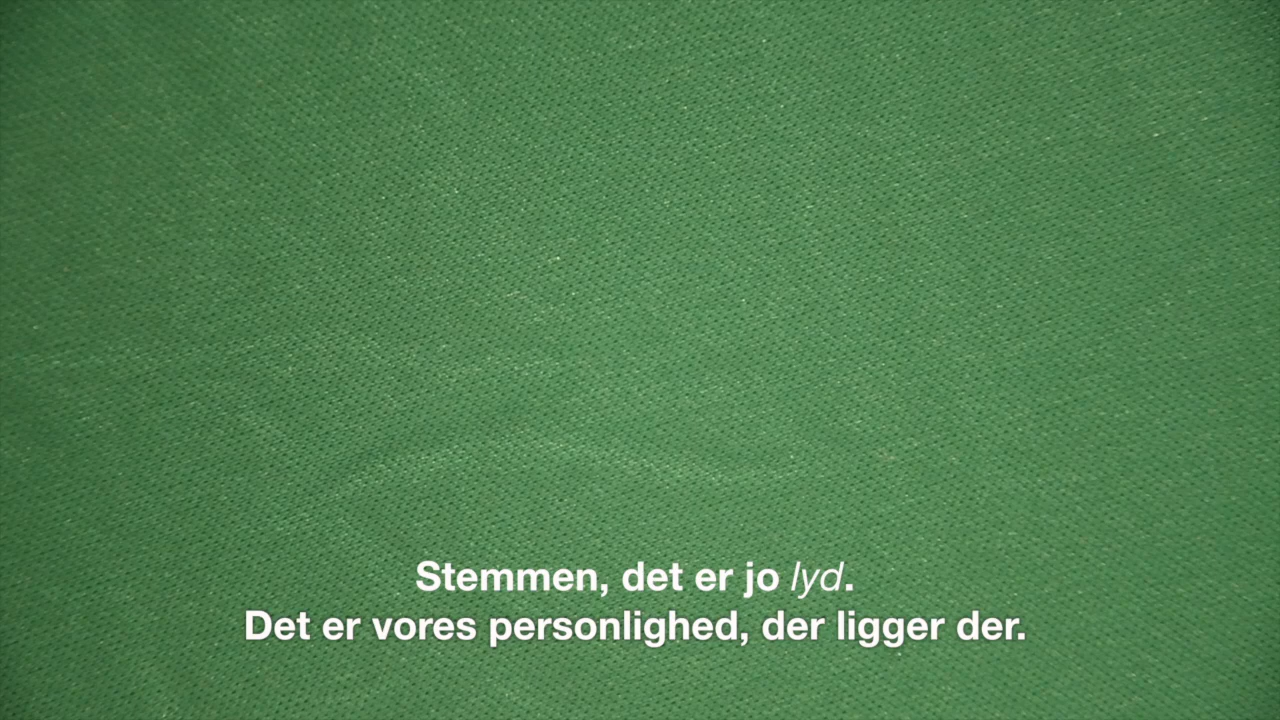 Stemmen, det er jo lyd.
Det er vores personlighed, der ligger der.